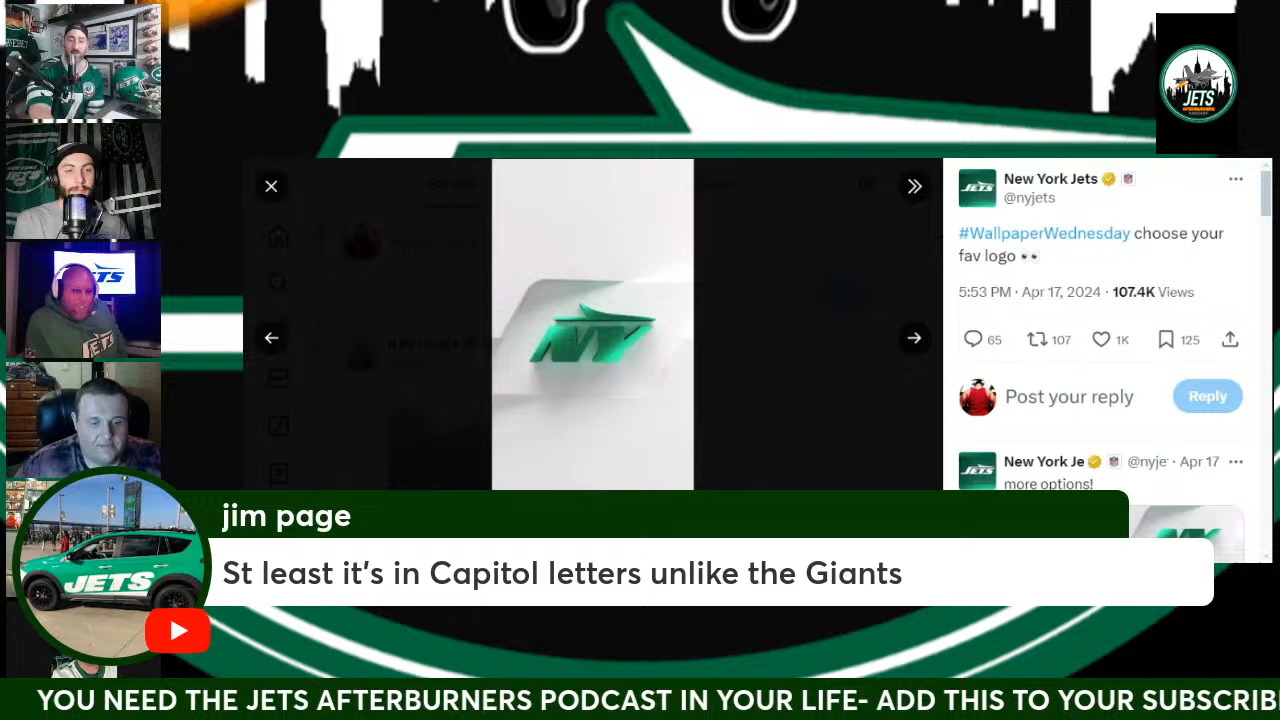 JETS
New York Jets
@nyjets
#WallpaperWednesday choose your
fav logo 👀
5:53 PM · Apr 17, 2024 · 107.4K Views
65 107 1K 125
Post your reply
Reply
New York Je @nyje· Apr 17
more options!
NY
jim page
St least it's in Capitol letters unlike the Giants
JETS
YOU NEED THE JETS AFTERBURNERS PODCAST IN YOUR LIFE- ADD THIS TO YOUR SUBSCRIB